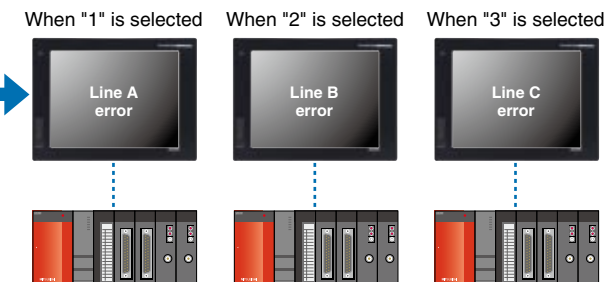 When "1" is selected
When "2" is selected
When "3" is selected
Line A
error
Line B
error
Line C
error